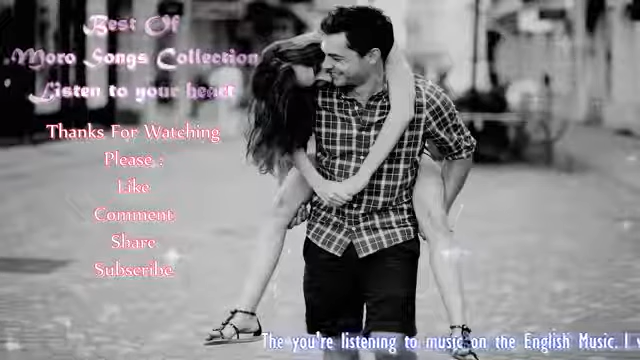 Best Of
Moro Songs Collection
Listen to your heart
Thanks For Watching
Please :
Like
Comment
Share
Subscribe
The you're listening to music on the English Music. I